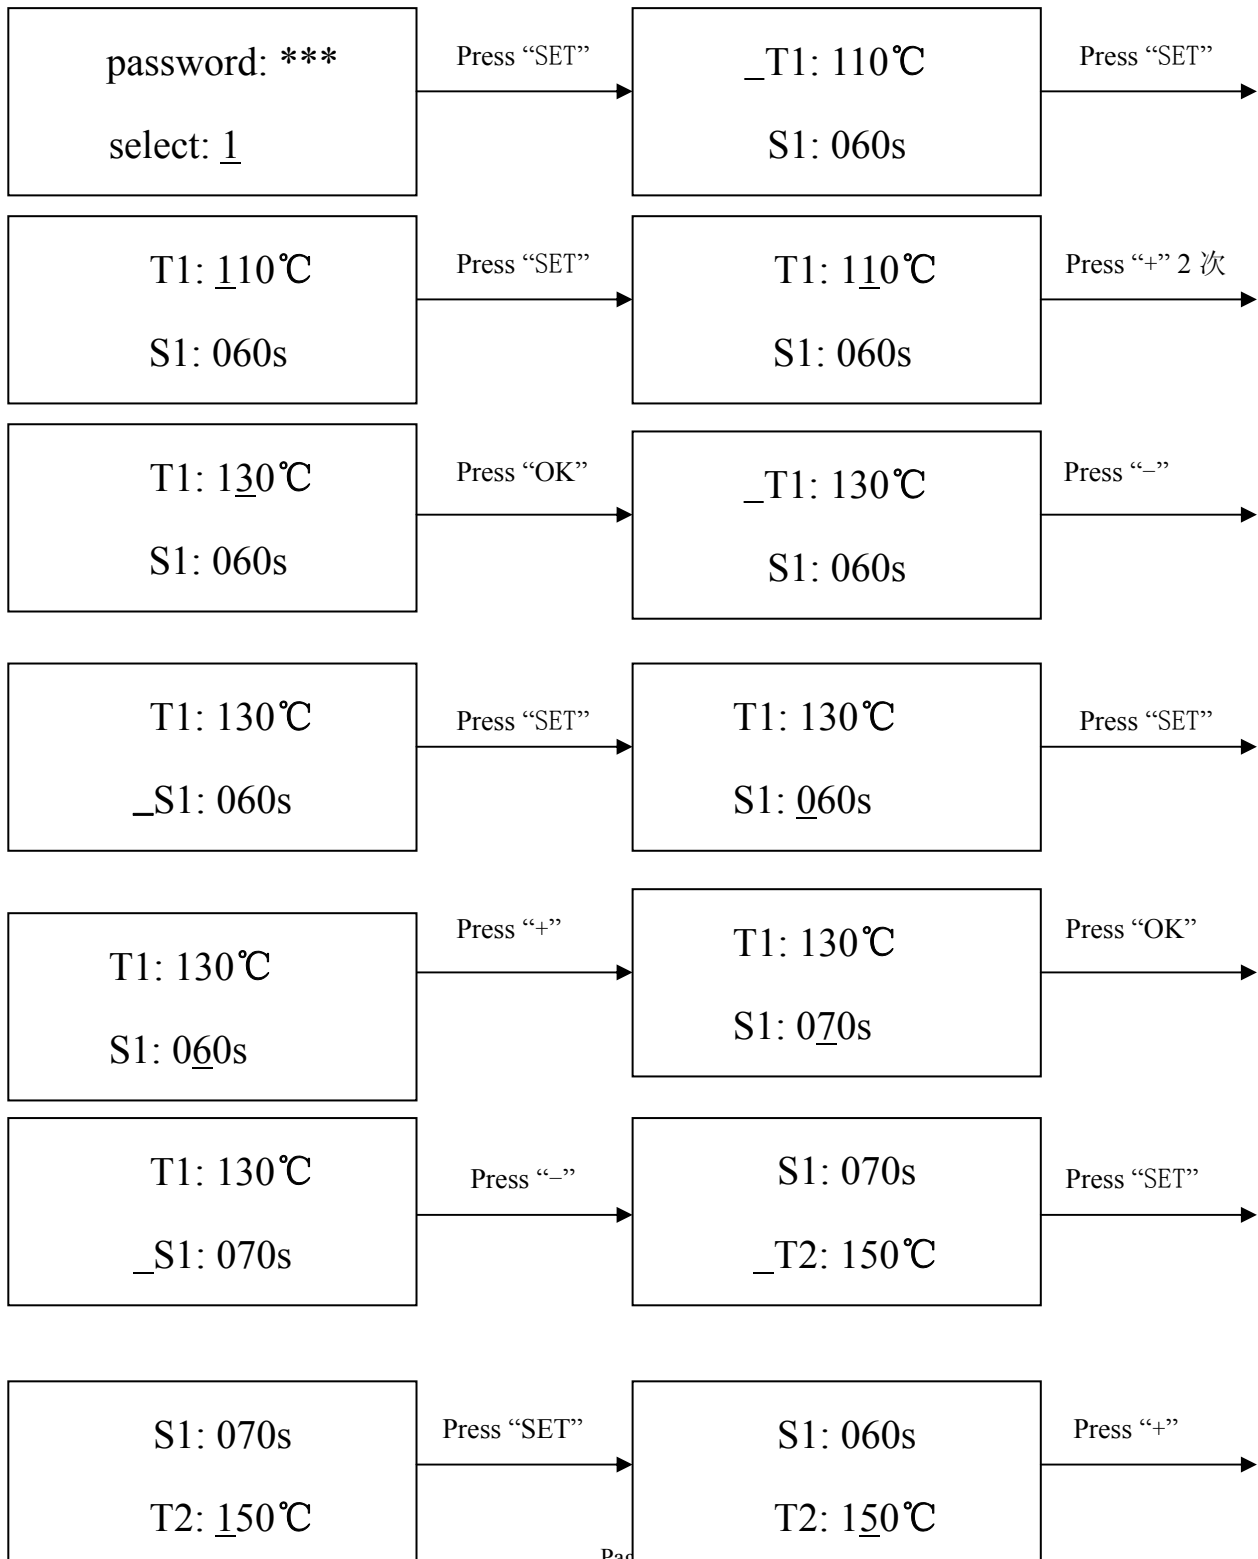 password: ***
select: 1
Press “SET”
_T1: 110℃
S1: 060s
Press “SET”
T1: 110℃
S1: 060s
Press “SET”
T1: 110℃
S1: 060s
Press “+” 2 次
T1: 130℃
S1: 060s
Press “OK”
_T1: 130℃
S1: 060s
Press “−”
T1: 130℃
_S1: 060s
Press “SET”
T1: 130℃
S1: 060s
Press “SET”
T1: 130℃
S1: 060s
Press “+”
T1: 130℃
S1: 070s
Press “OK”
T1: 130℃
_S1: 070s
Press “−”
S1: 070s
_T2: 150℃
Press “SET”
S1: 070s
T2: 150℃
Press “SET”
S1: 060s
T2: 150℃
Press “+”